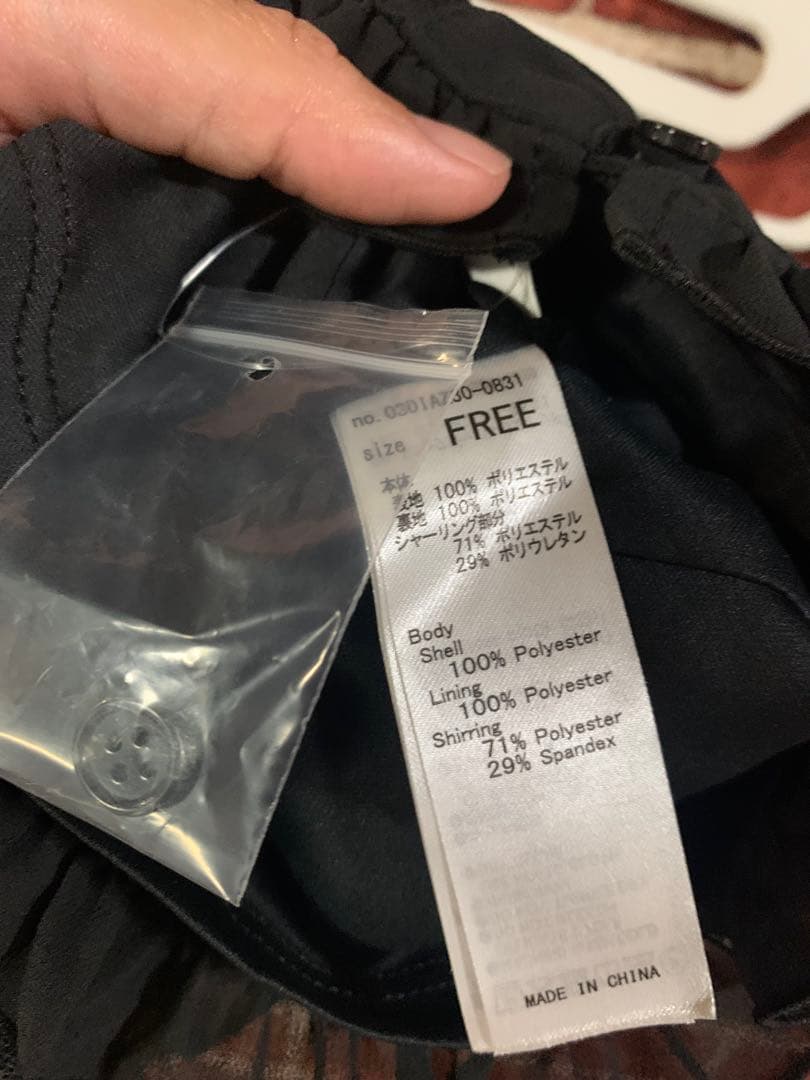 no. 0301AZ30-0831
size FREE
本体
表地 100% ポリエステル
裏地 100% ポリエステル
シャーリング部分
71% ポリエステル
29% ポリウレタン
Body
Shell
100% Polyester
Lining
100% Polyester
Shirring
71% Polyester
29% Spandex
MADE IN CHINA